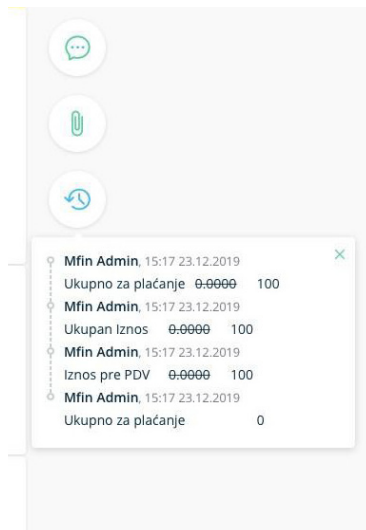 Mfin Admin, 15:17 23.12.2019
Ukupno za plaćanje 0.0000 100
Mfin Admin, 15:17 23.12.2019
Ukupan Iznos 0.0000 100
Mfin Admin, 15:17 23.12.2019
Iznos pre PDV 0.0000 100
Mfin Admin, 15:17 23.12.2019
Ukupno za plaćanje 0